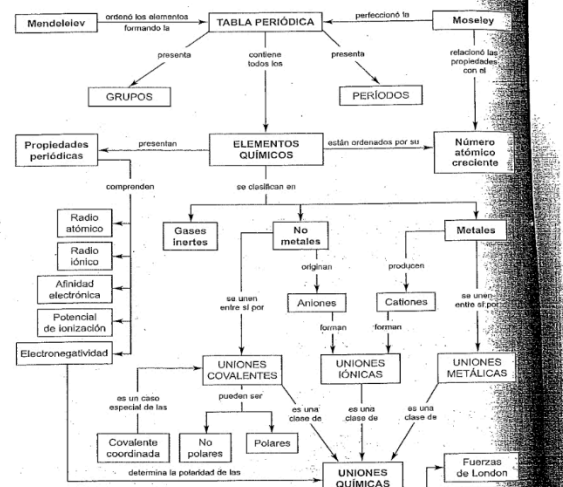 Mendeleiev
ordenó los elementos
formando la
TABLA PERIÓDICA
perfeccionó la
Moseley
presenta
contiene
todos los
presenta
relacionó las
propiedades
con el
GRUPOS
PERÍODOS
Propiedades
periódicas
presentan
ELEMENTOS
QUÍMICOS
están ordenados por su
Número
atómico
creciente
comprenden
se clasifican en
Radio
atómico
Gases
inertes
No
metales
Metales
Radio
iónico
originan
producen
Afinidad
electrónica
se unen
entre sí por
Aniones
Cationes
se unen
entre sí por
Potencial
de ionización
forman
forman
Electronegatividad
UNIONES
COVALENTES
UNIONES
IÓNICAS
UNIONES
METÁLICAS
es un caso
especial de las
pueden ser
es una
clase de
es una
clase de
es una
clase de
Covalente
coordinada
No
polares
Polares
determina la polaridad de las
UNIONES
QUÍMICAS
Fuerzas
de London